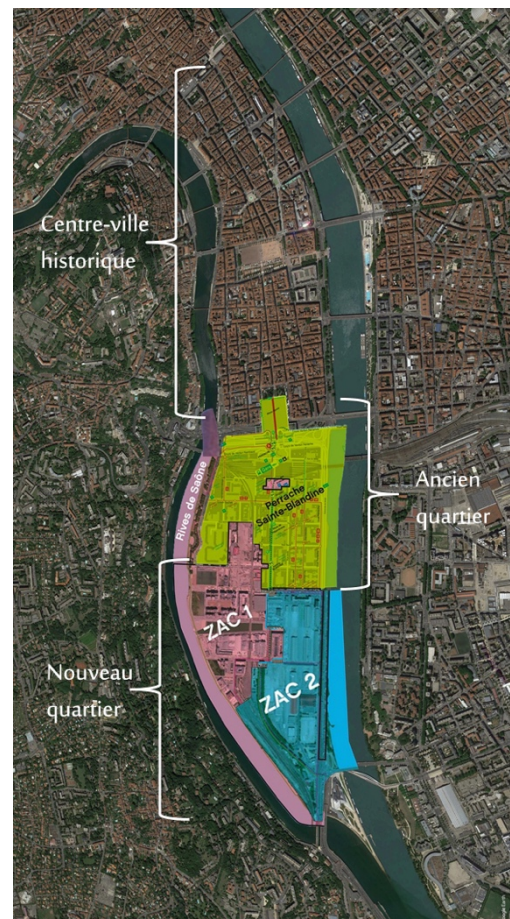 Centre-ville
historique
Rives de Saône
Perrache
Sainte-Blandine
Ancien
quartier
ZAC 1
Nouveau
quartier
ZAC 2